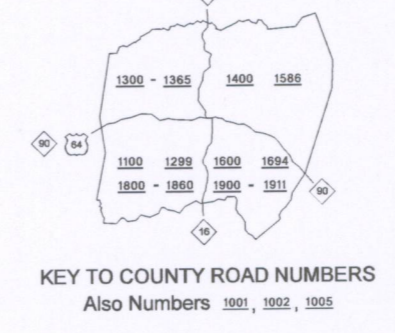 1300 - 1365 1400 1586
90 64
1100 1299 1600 1694
1800 - 1860 1900 - 1911
90
16
KEY TO COUNTY ROAD NUMBERS
Also Numbers 1001, 1002, 1005